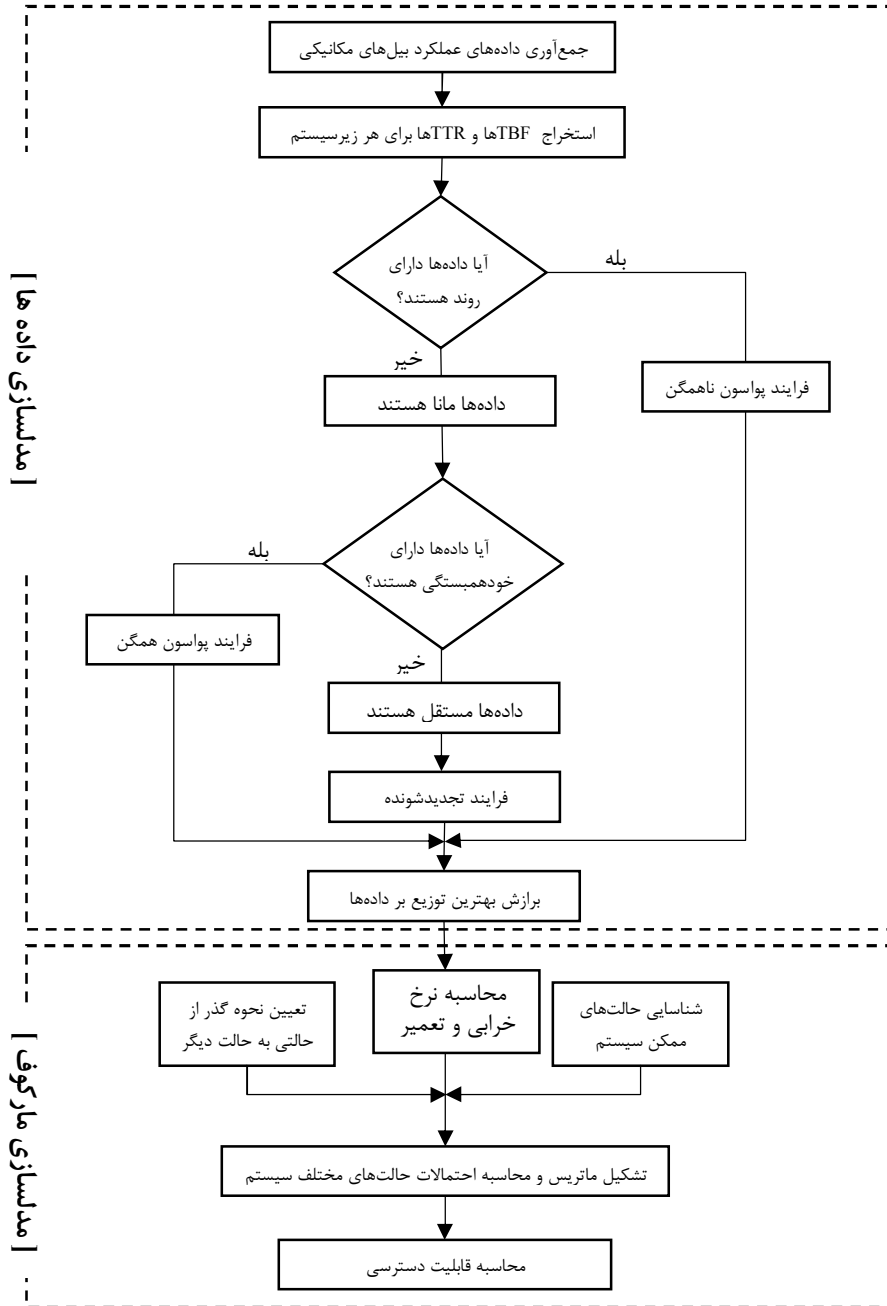 جمع‌آوری داده‌های عملکرد بیل‌های مکانیکی
استخراج TBFها و TTRها برای هر زیرسیستم
آیا داده‌ها دارای
روند هستند؟
بله
خیر
فرایند پواسون ناهمگن
داده‌ها مانا هستند
[ مدلسازی داده ها ]
آیا داده‌ها دارای
خودهمبستگی هستند؟
بله
خیر
فرایند پواسون همگن
داده‌ها مستقل هستند
فرایند تجدیدشونده
برازش بهترین توزیع بر داده‌ها
شناسایی حالت‌های
ممکن سیستم
محاسبه نرخ
خرابی و تعمیر
تعیین نحوه گذر از
حالتی به حالت دیگر
[ مدلسازی مارکوف ]
تشکیل ماتریس و محاسبه احتمالات حالت‌های مختلف سیستم
محاسبه قابلیت دسترسی